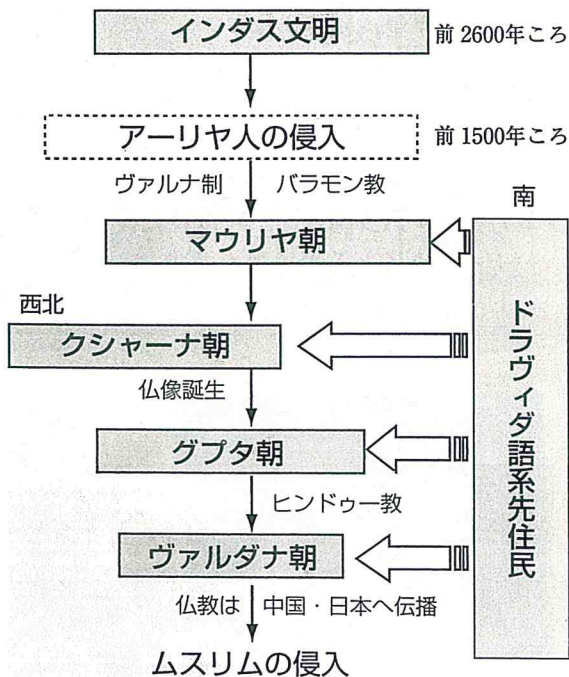 インダス文明 前2600年ころ
アーリヤ人の侵入 前1500年ころ
ヴァルナ制 バラモン教
南
マウリヤ朝
西北
クシャーナ朝
仏像誕生
グプタ朝
ヒンドゥー教
ヴァルダナ朝
仏教は 中国・日本へ伝播
ムスリムの侵入
ドラヴィダ語系先住民